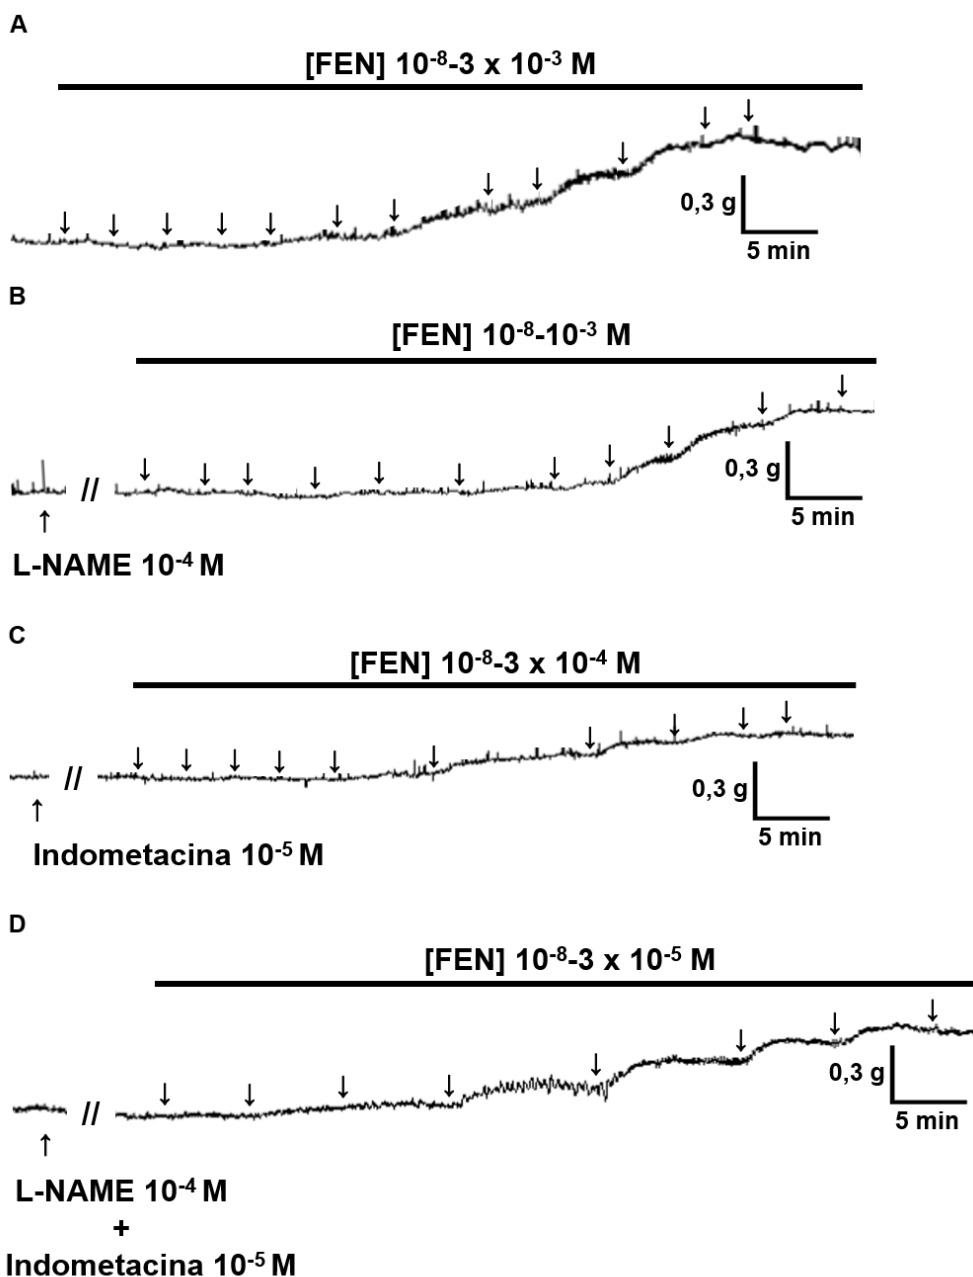 A
[FEN] 10⁻⁸-3 x 10⁻³ M
0,3 g
5 min
B
[FEN] 10⁻⁸-10⁻³ M
0,3 g
5 min
//
L-NAME 10⁻⁴ M
C
[FEN] 10⁻⁸-3 x 10⁻⁴ M
//
0,3 g
5 min
Indometacina 10⁻⁵ M
D
[FEN] 10⁻⁸-3 x 10⁻⁵ M
0,3 g
//
5 min
L-NAME 10⁻⁴ M
+
Indometacina 10⁻⁵ M